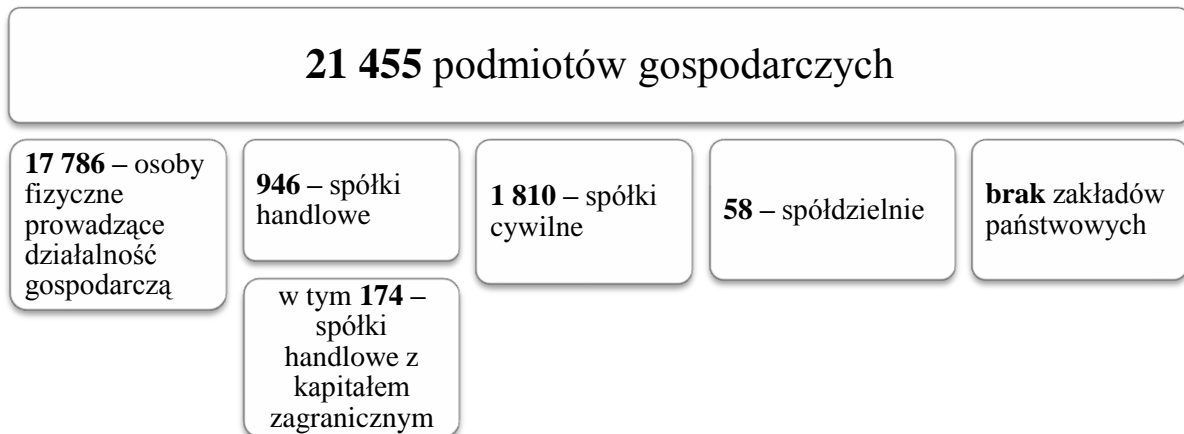 21 455 podmiotów gospodarczych
17 786 – osoby
fizyczne
prowadzące
działalność
gospodarczą
946 – spółki
handlowe
w tym 174 –
spółki
handlowe z
kapitałem
zagranicznym
1 810 – spółki
cywilne
58 – spółdzielnie
brak zakładów
państwowych